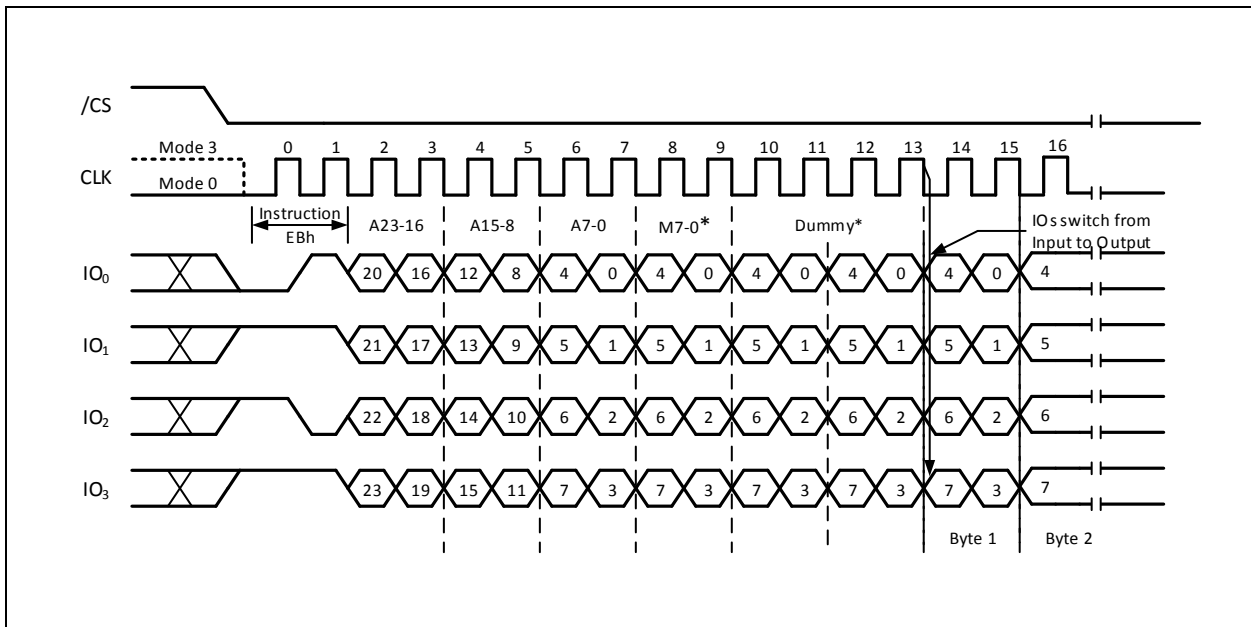 /CS
Mode 3 0 1 2 3 4 5 6 7 8 9 10 11 12 13 14 15 16
CLK
Mode 0
Instruction A23-16 A15-8 A7-0 M7-0* Dummy* IOs switch from
EBh Input to Output
IO0 20 16 12 8 4 0 4 0 4 0 4 0 4 0 4
IO1 21 17 13 9 5 1 5 1 5 1 5 1 5 1 5
IO2 22 18 14 10 6 2 6 2 6 2 6 2 6 2 6
IO3 23 19 15 11 7 3 7 3 7 3 7 3 7 3 7
Byte 1 Byte 2